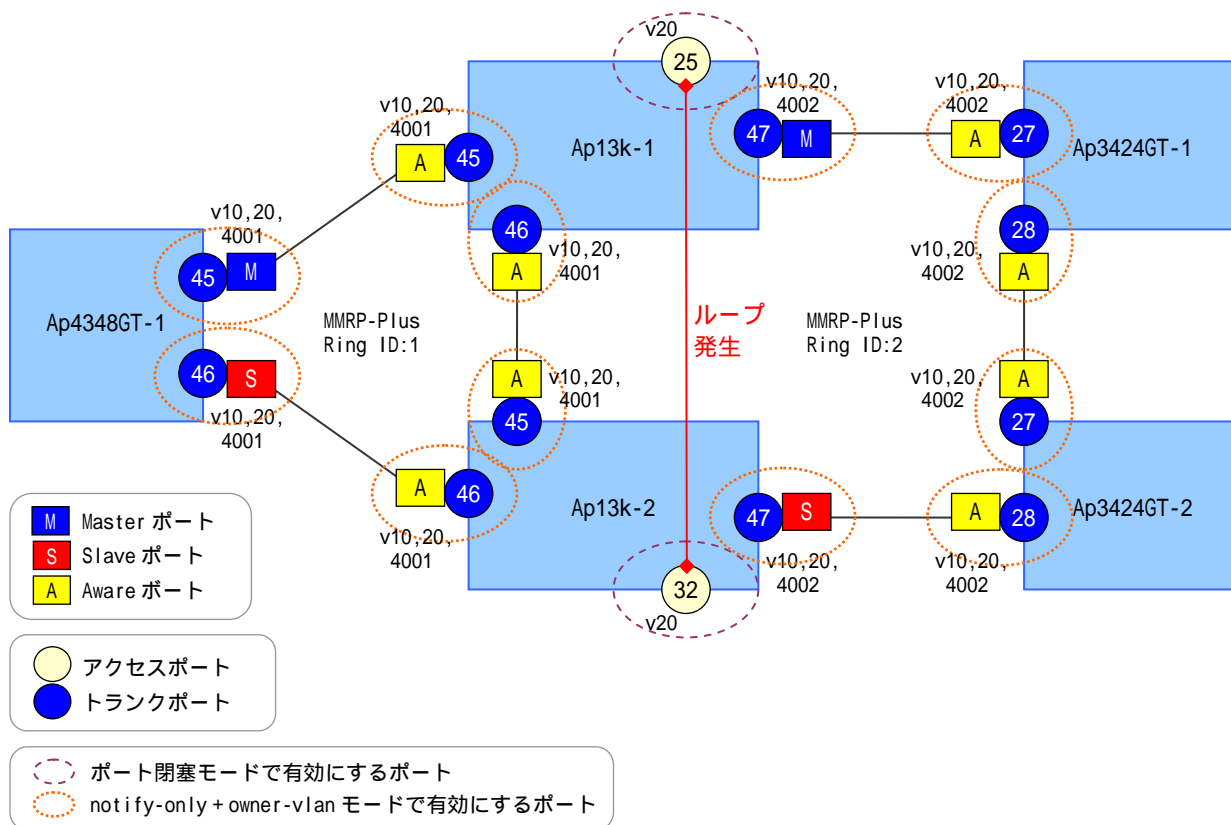 v20
25
v10,20,
4001
A
45
Ap13k-1
v10,20,
4002
47
M
v10,20,
4002
A
27
Ap3424GT-1
46
v10,20,
4001
A
28
v10,20,
4002
A
v10,20,
4001
45
M
Ap4348GT-1
MMRP-Plus
Ring ID:1
ループ
発生
MMRP-Plus
Ring ID:2
46
S
v10,20,
4001
A
v10,20,
4001
45
A
v10,20,
4002
27
A
46
v10,20,
4001
Ap13k-2
47
S
v10,20,
4002
A
28
v10,20,
4002
Ap3424GT-2
32
v20
M Master ポート
S Slave ポート
A Aware ポート
アクセスポート
トランクポート
ポート閉塞モードで有効にするポート
notify-only + owner-vlan モードで有効にするポート